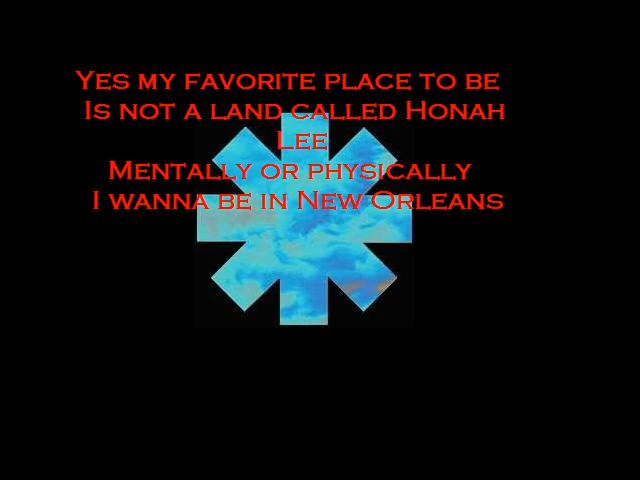 Yes my favorite place to be
Is not a land called Honah
Lee
Mentally or physically
I wanna be in New Orleans